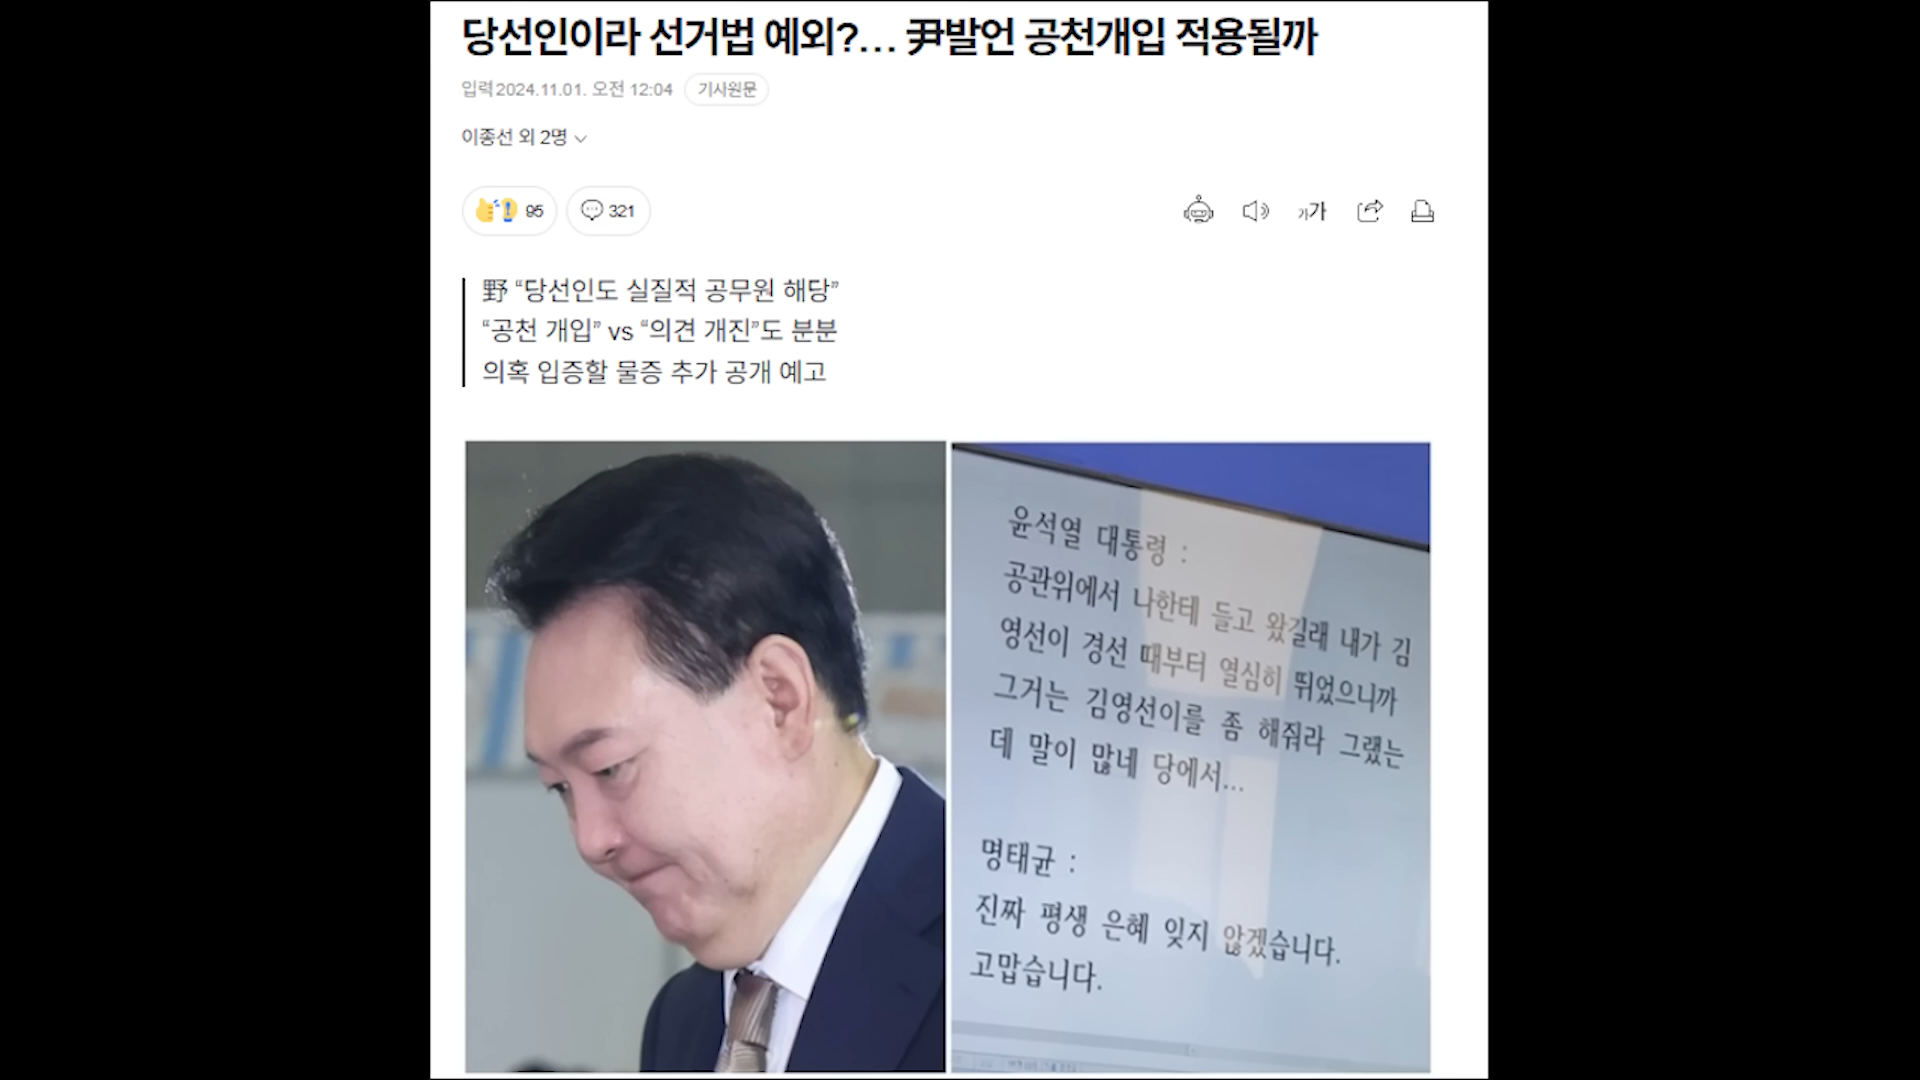 당선인이라 선거법 예외?… 尹발언 공천개입 적용될까
입력 2024.11.01. 오전 12:04 기사원문
이종선 외 2명
95 321
가가
野 “당선인도 실질적 공무원 해당”
“공천 개입” vs “의견 개진”도 분분
의혹 입증할 물증 추가 공개 예고
윤석열 대통령 :
공관위에서 나한테 들고 왔길래 내가 김
영선이 경선 때부터 열심히 뛰었으니까
그거는 김영선이를 좀 해줘라 그랬는
데 말이 많네 당에서...
명태균 :
진짜 평생 은혜 잊지 않겠습니다.
고맙습니다.